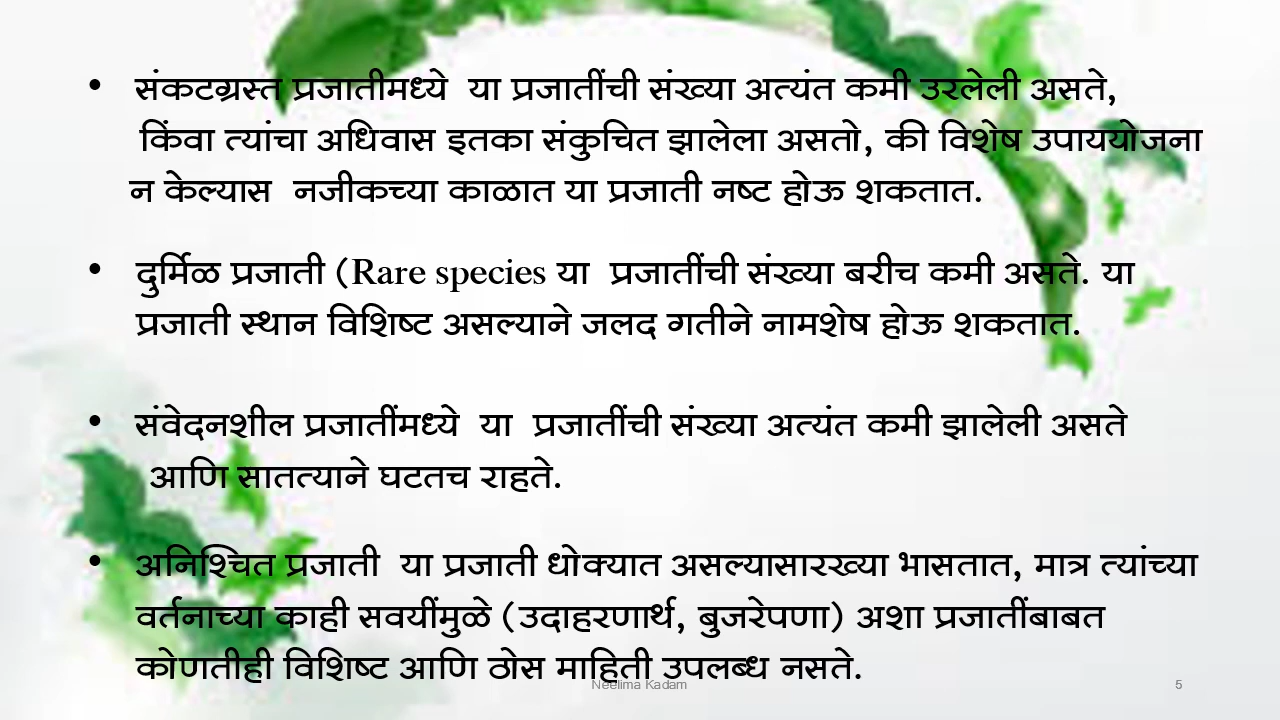 • संकटग्रस्त प्रजातीमध्ये या प्रजातींची संख्या अत्यंत कमी उरलेली असते,
किंवा त्यांचा अधिवास इतका संकुचित झालेला असतो, की विशेष उपाययोजना
न केल्यास नजीकच्या काळात या प्रजाती नष्ट होऊ शकतात.
• दुर्मिळ प्रजाती (Rare species या प्रजातींची संख्या बरीच कमी असते. या
प्रजाती स्थान विशिष्ट असल्याने जलद गतीने नामशेष होऊ शकतात.
• संवेदनशील प्रजातींमध्ये या प्रजातींची संख्या अत्यंत कमी झालेली असते
आणि सातत्याने घटतच राहते.
• अनिश्चित प्रजाती या प्रजाती धोक्यात असल्यासारख्या भासतात, मात्र त्यांच्या
वर्तनाच्या काही सवयींमुळे (उदाहरणार्थ, बुजरेपणा) अशा प्रजातींबाबत
कोणतीही विशिष्ट आणि ठोस माहिती उपलब्ध नसते.
Neelima Kadam 5